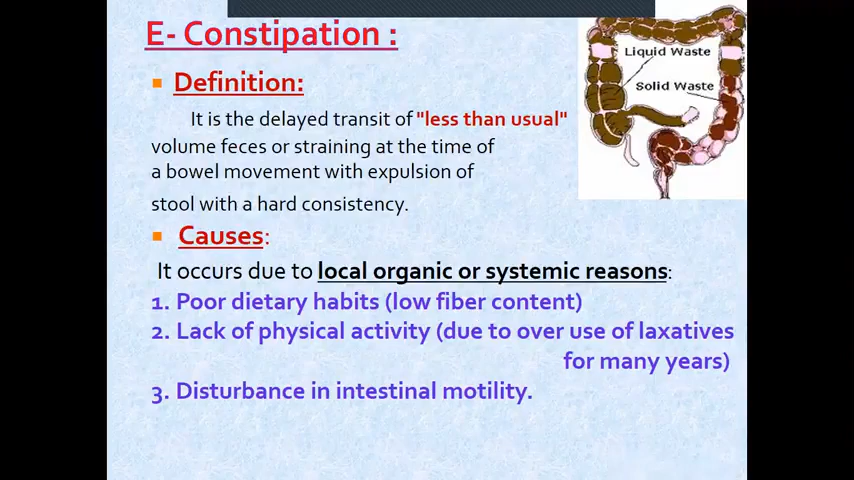 E- Constipation :
Definition:
It is the delayed transit of "less than usual"
volume feces or straining at the time of
a bowel movement with expulsion of
stool with a hard consistency.
Causes:
It occurs due to local organic or systemic reasons:
1. Poor dietary habits (low fiber content)
2. Lack of physical activity (due to over use of laxatives
for many years)
3. Disturbance in intestinal motility.
Liquid Waste
Solid Waste